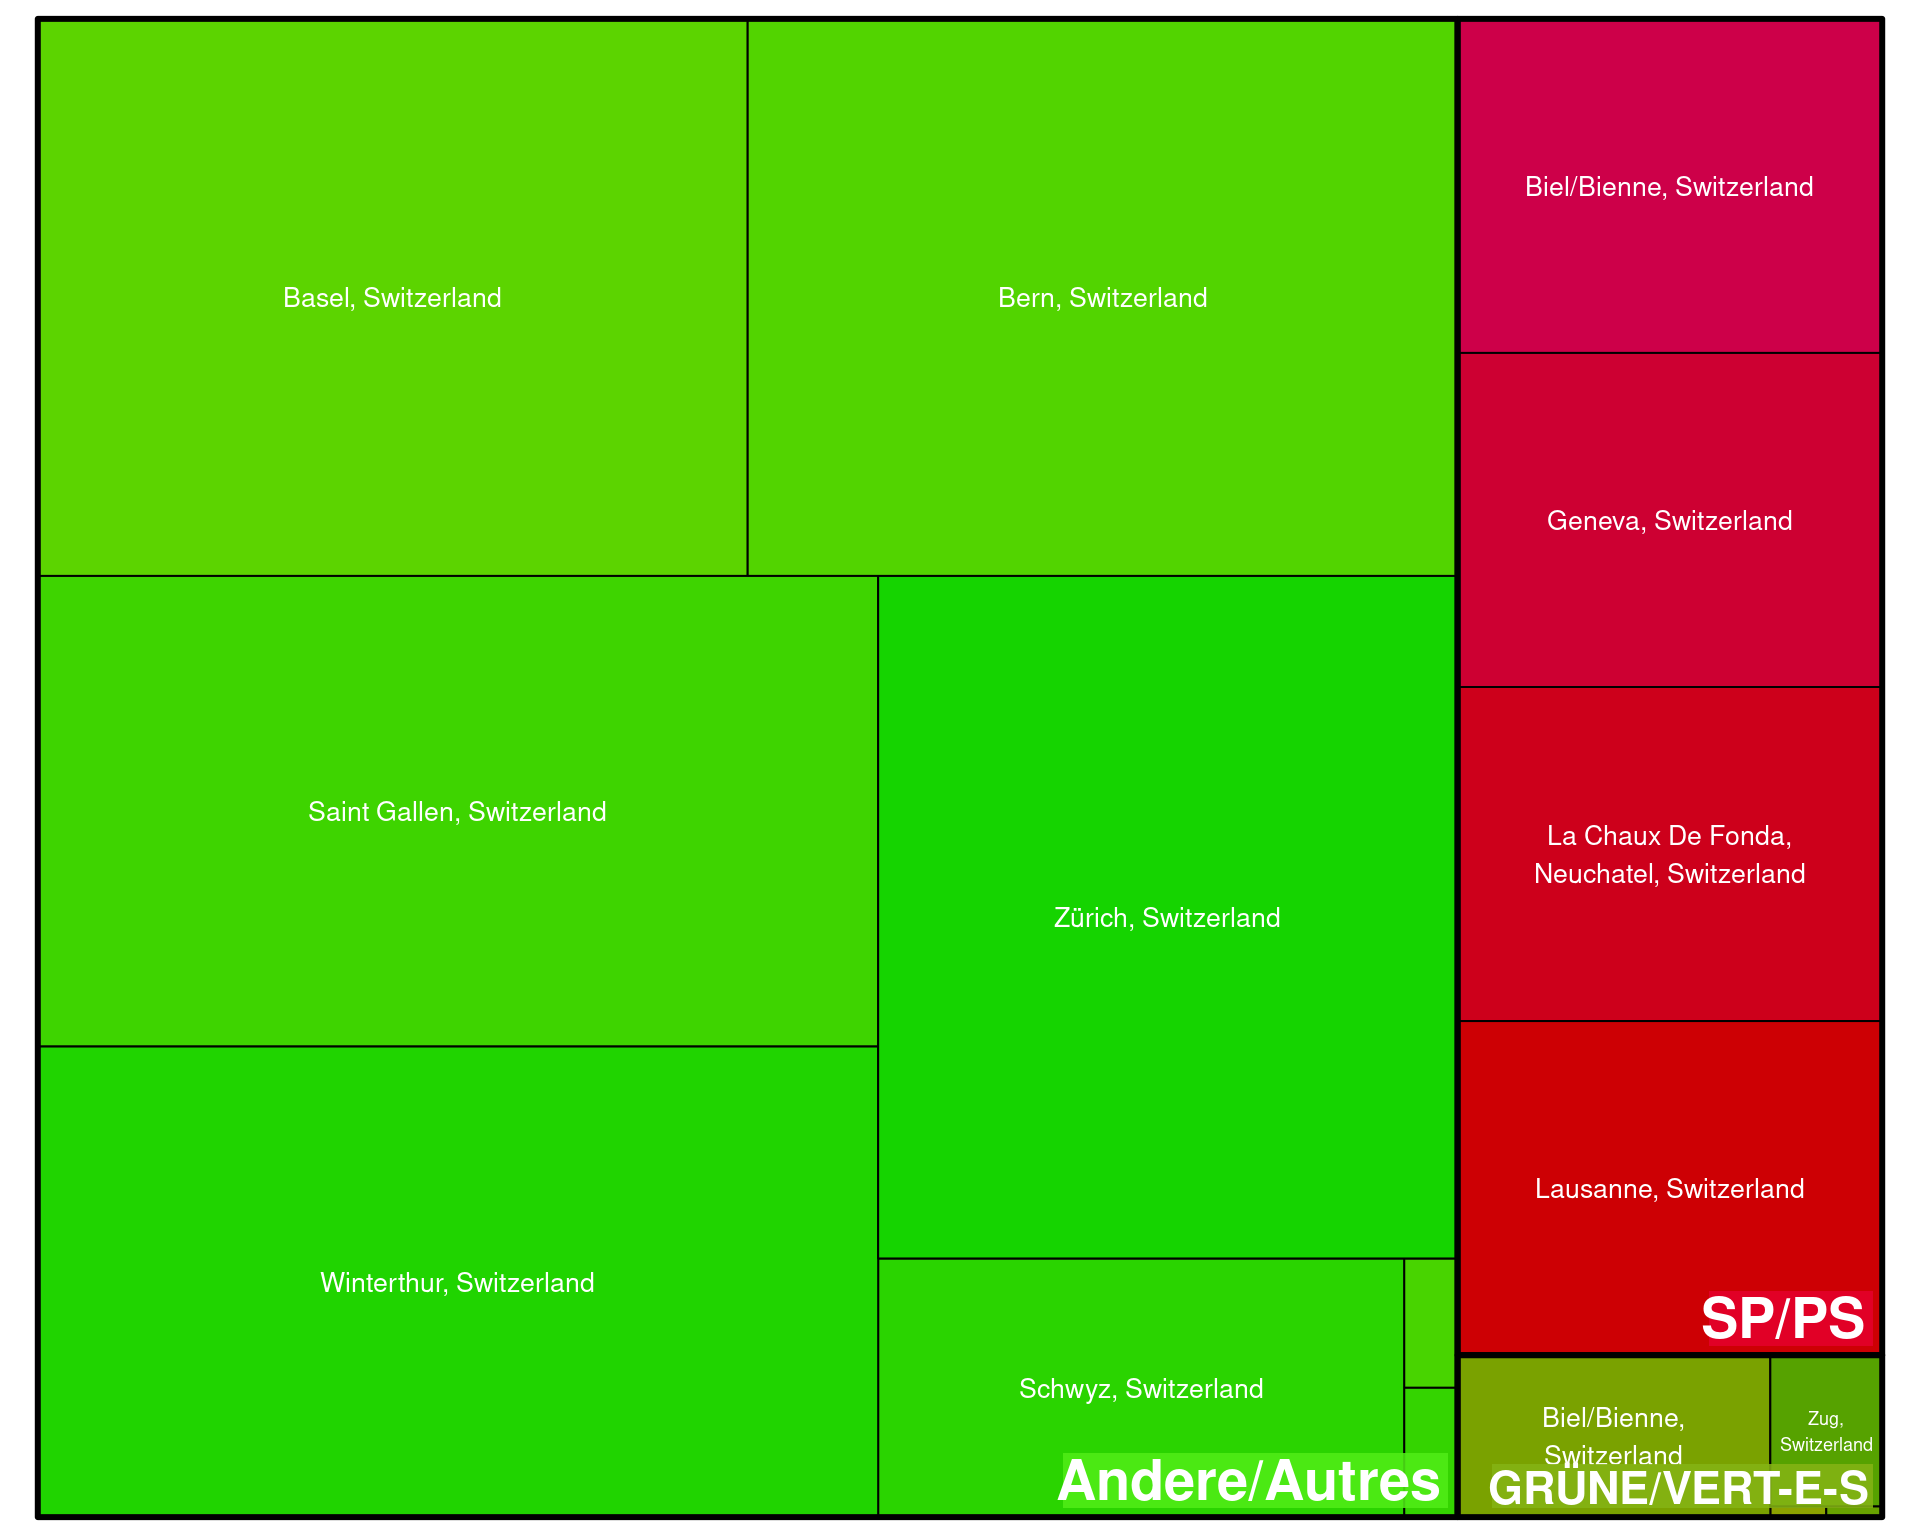 Basel, Switzerland
Bern, Switzerland
Biel/Bienne, Switzerland
Geneva, Switzerland
Saint Gallen, Switzerland
Zürich, Switzerland
La Chaux De Fonda,
Neuchatel, Switzerland
Lausanne, Switzerland
Winterthur, Switzerland
SP/PS
Schwyz, Switzerland
Andere/Autres
Biel/Bienne,
Switzerland
Zug,
Switzerland
GRÜNE/VERT-E-S